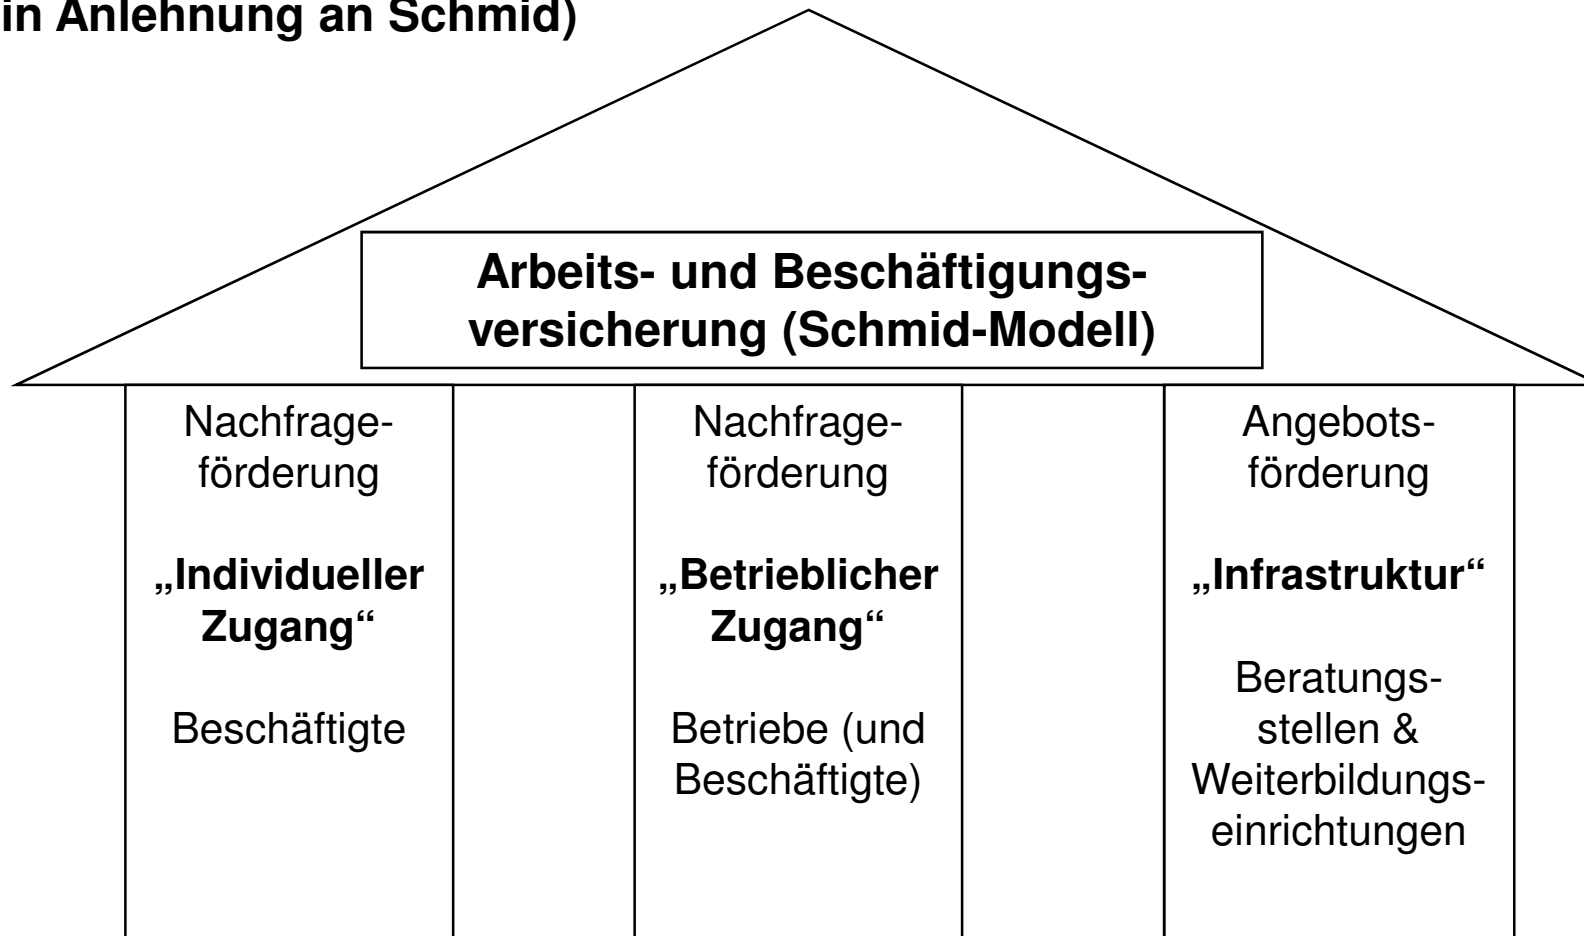 in Anlehnung an Schmid)
Arbeits- und Beschäftigungs-
versicherung (Schmid-Modell)
Nachfrage-
förderung
„Individueller
Zugang“
Beschäftigte
Nachfrage-
förderung
„Betrieblicher
Zugang“
Betriebe (und
Beschäftigte)
Angebots-
förderung
„Infrastruktur“
Beratungs-
stellen &
Weiterbildungs-
einrichtungen